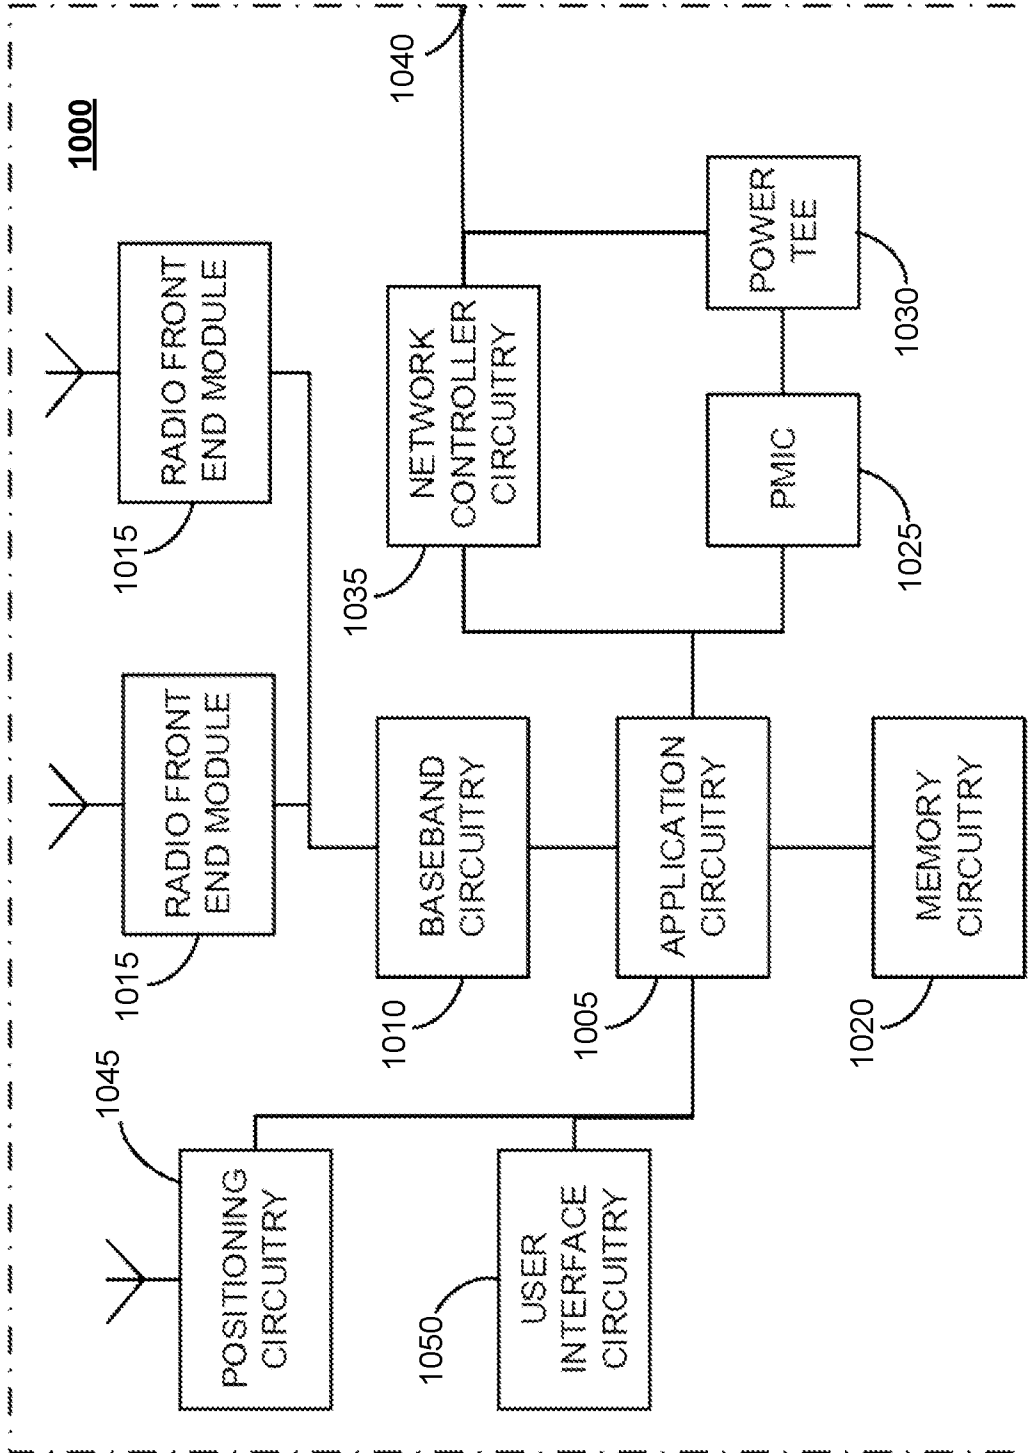 1000
RADIO FRONT
END MODULE
1015
RADIO FRONT
END MODULE
1015
1045
POSITIONING
CIRCUITRY
1050
USER
INTERFACE
CIRCUITRY
BASEBAND
CIRCUITRY
1010
APPLICATION
CIRCUITRY
1005
MEMORY
CIRCUITRY
1020
NETWORK
CONTROLLER
CIRCUITRY
1035
1040
PMIC
1025
POWER
TEE
1030